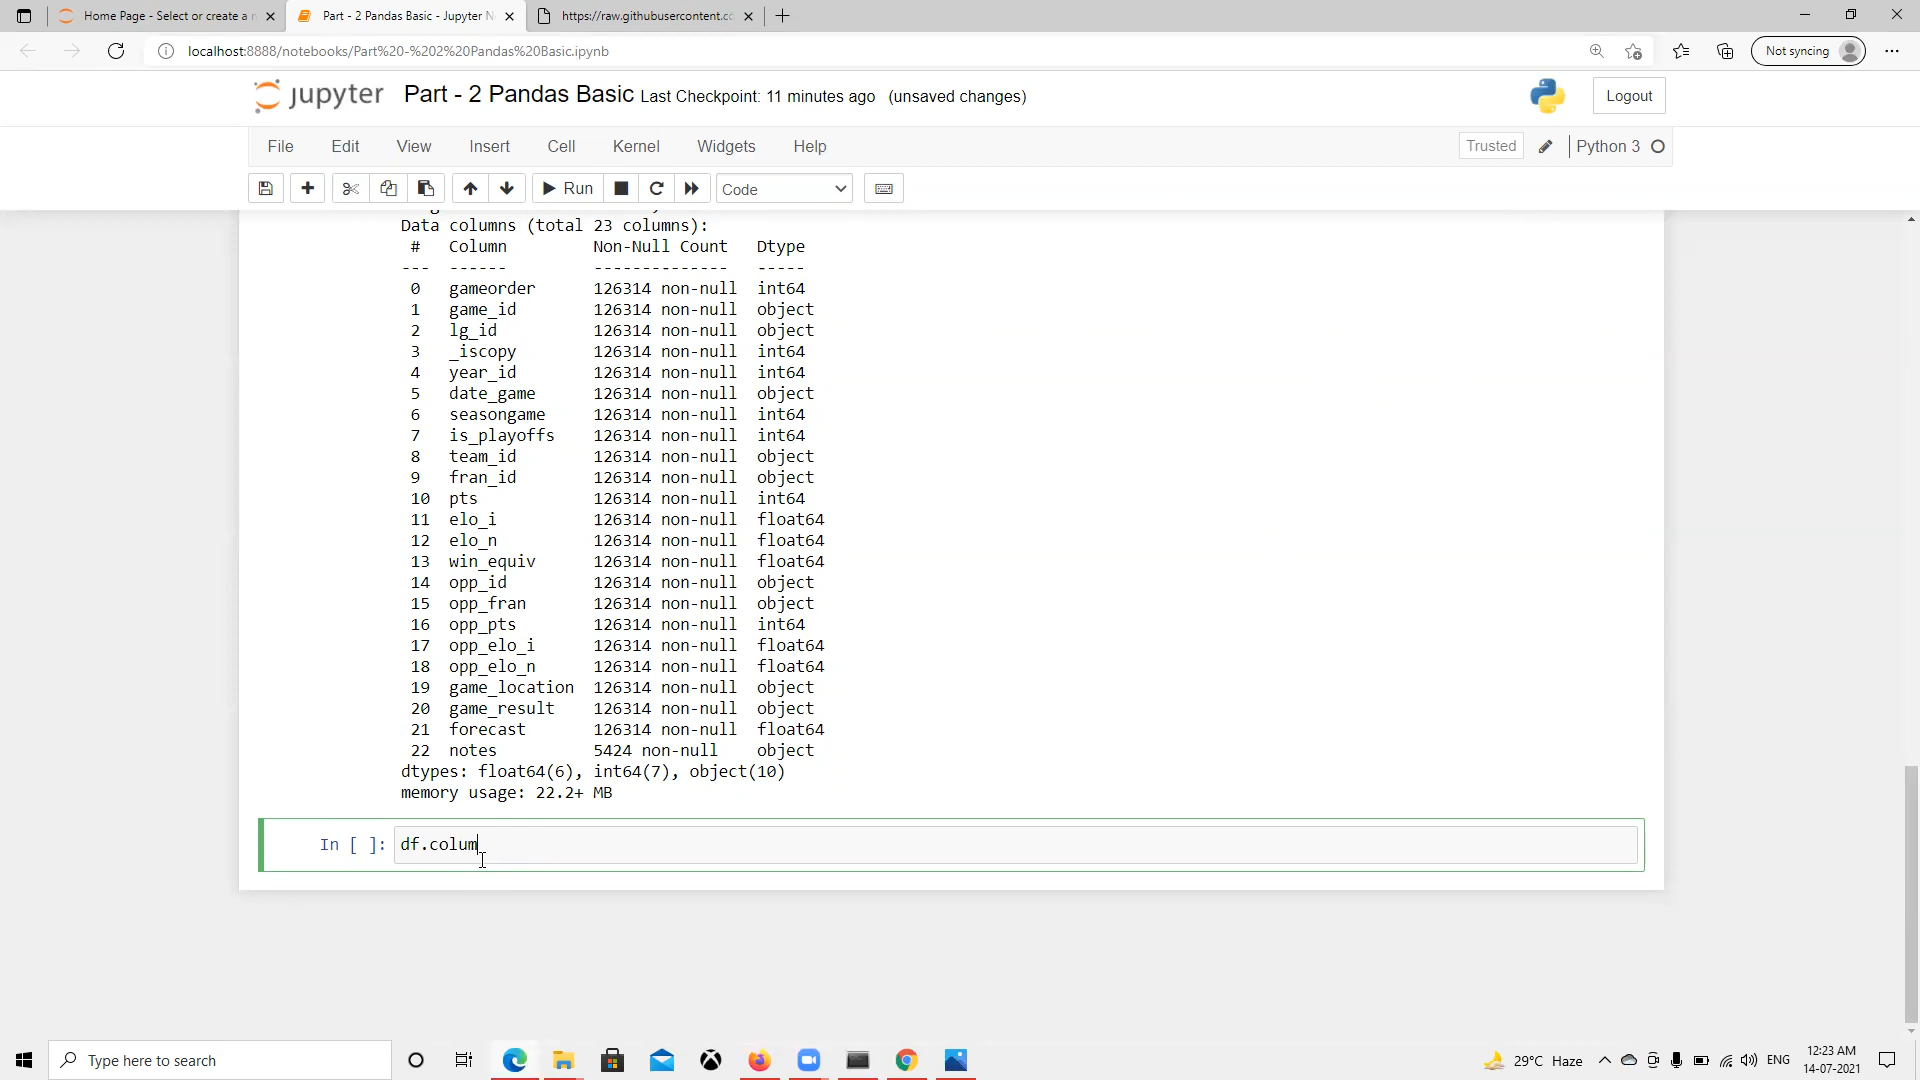 Home Page - Select or create a n
Part - 2 Pandas Basic - Jupyter N
https://raw.githubusercontent.cc
localhost:8888/notebooks/Part%20-%202%20Pandas%20Basic.ipynb
Not syncing
jupyter
Part - 2 Pandas Basic Last Checkpoint: 11 minutes ago (unsaved changes)
Logout
File Edit View Insert Cell Kernel Widgets Help
Trusted
Python 3
Run
Code
Data columns (total 23 columns):
# Column Non-Null Count Dtype
--- ------ -------------- -----
0 gameorder 126314 non-null int64
1 game_id 126314 non-null object
2 lg_id 126314 non-null object
3 _iscopy 126314 non-null int64
4 year_id 126314 non-null int64
5 date_game 126314 non-null object
6 seasongame 126314 non-null int64
7 is_playoffs 126314 non-null int64
8 team_id 126314 non-null object
9 fran_id 126314 non-null object
10 pts 126314 non-null int64
11 elo_i 126314 non-null float64
12 elo_n 126314 non-null float64
13 win_equiv 126314 non-null float64
14 opp_id 126314 non-null object
15 opp_fran 126314 non-null object
16 opp_pts 126314 non-null int64
17 opp_elo_i 126314 non-null float64
18 opp_elo_n 126314 non-null float64
19 game_location 126314 non-null object
20 game_result 126314 non-null object
21 forecast 126314 non-null float64
22 notes 5424 non-null object
dtypes: float64(6), int64(7), object(10)
memory usage: 22.2+ MB
In [ ]: df.colum
Type here to search
29°C Haze
ENG
12:23 AM
14-07-2021